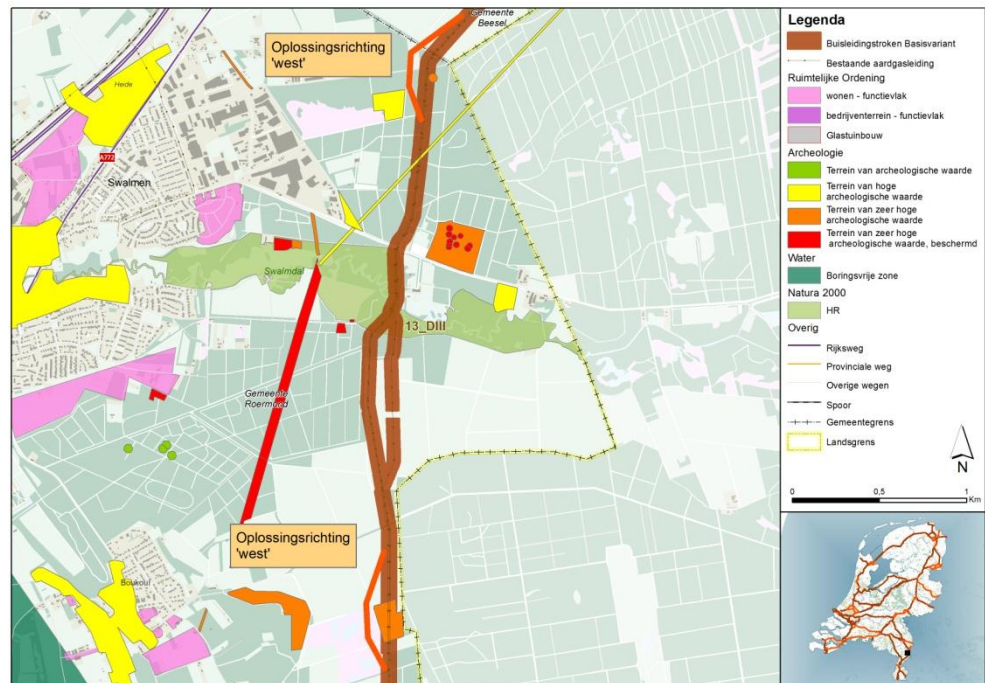 Gemeente
Beesel
Oplossingsrichting
'west'
Hede
A772
Swalmen
Swalmdal
13_DIII
Gemeente
Roermond
Oplossingsrichting
'west'
Boukoul
Legenda
Buisleidingstroken Basisvariant
Bestaande aardgasleiding
Ruimtelijke Ordening
wonen - functievlak
bedrijventerrein - functievlak
Glastuinbouw
Archeologie
Terrein van archeologische waarde
Terrein van hoge
archeologische waarde
Terrein van zeer hoge
archeologische waarde
Terrein van zeer hoge
archeologische waarde, beschermd
Water
Boringsvrije zone
Natura 2000
HR
Overig
Rijksweg
Provinciale weg
Overige wegen
Spoor
Gemeentegrens
Landsgrens
N
0 0,5 1
Km